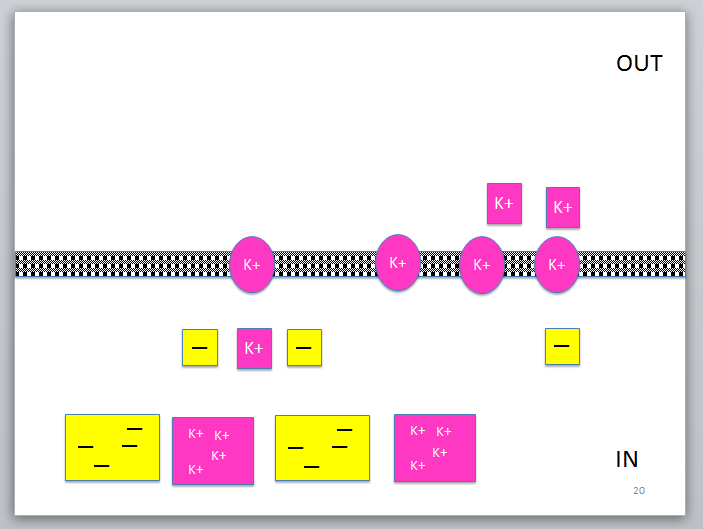 OUT
K+ K+
K+ K+ K+ K+
— K+ — —
K+ K+ K+ K+
K+ K+
K+ K+
— — — — — — — —
IN
20